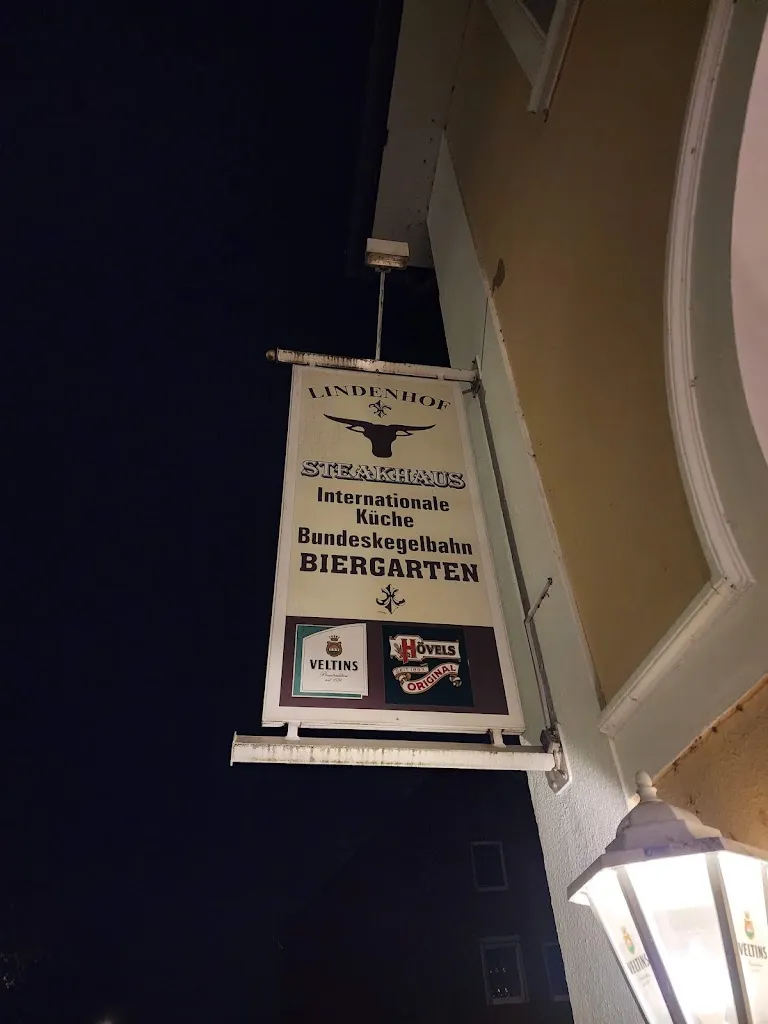 LINDENHOF
STEAKHAUS
Internationale
Küche
Bundeskegelbahn
BIERGARTEN
VELTINS
HÖVELS
ORIGINAL
VELTINS
VELTINS